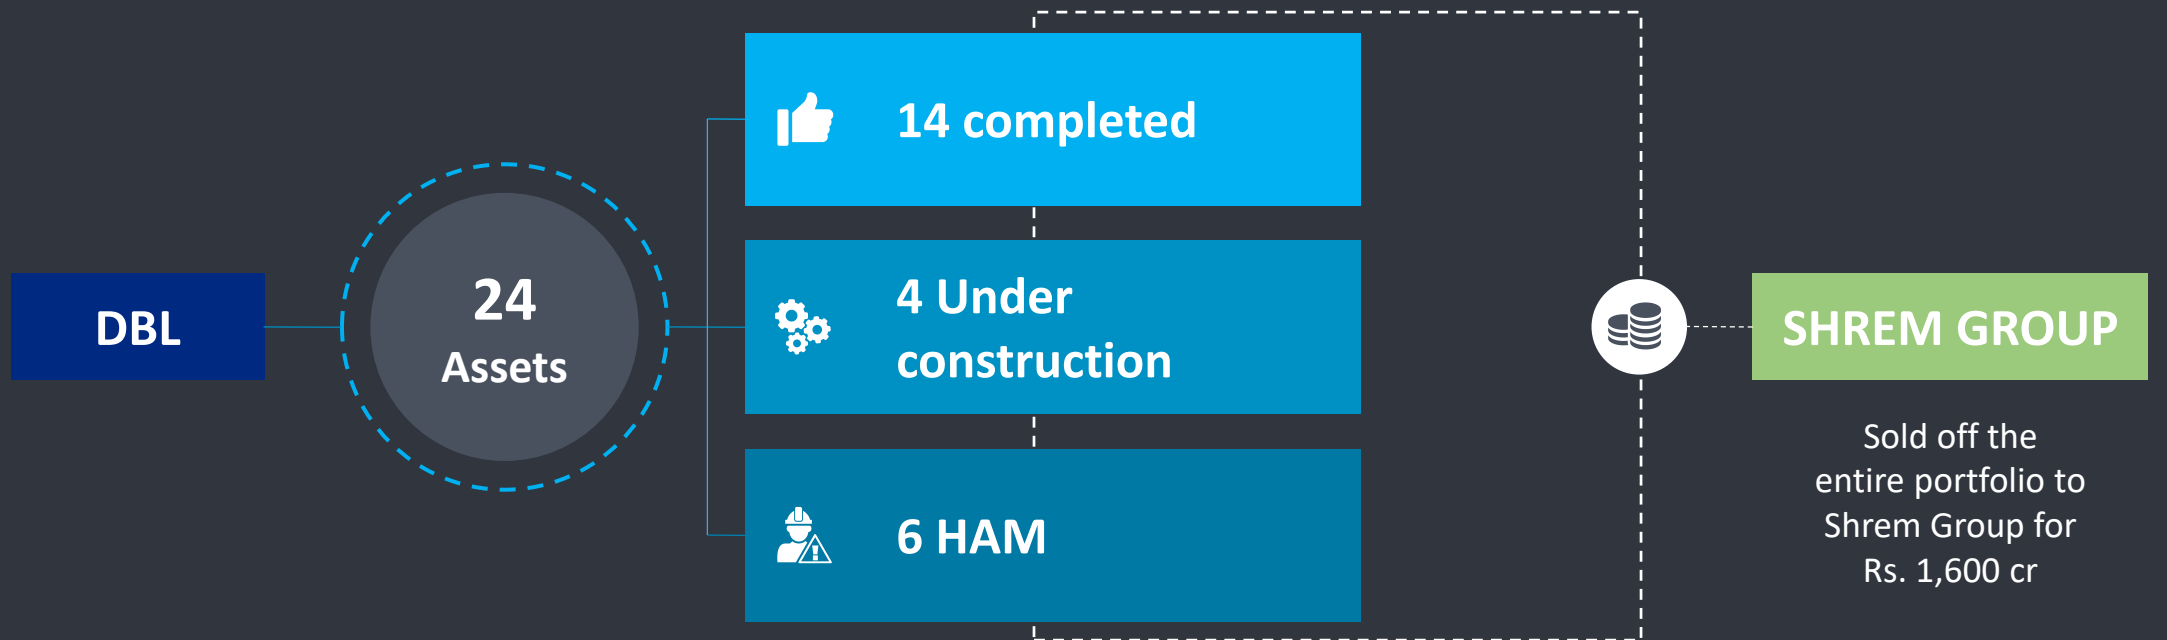 DBL
24
Assets
14 completed
4 Under
construction
6 HAM
SHREM GROUP
Sold off the
entire portfolio to
Shrem Group for
Rs. 1,600 cr